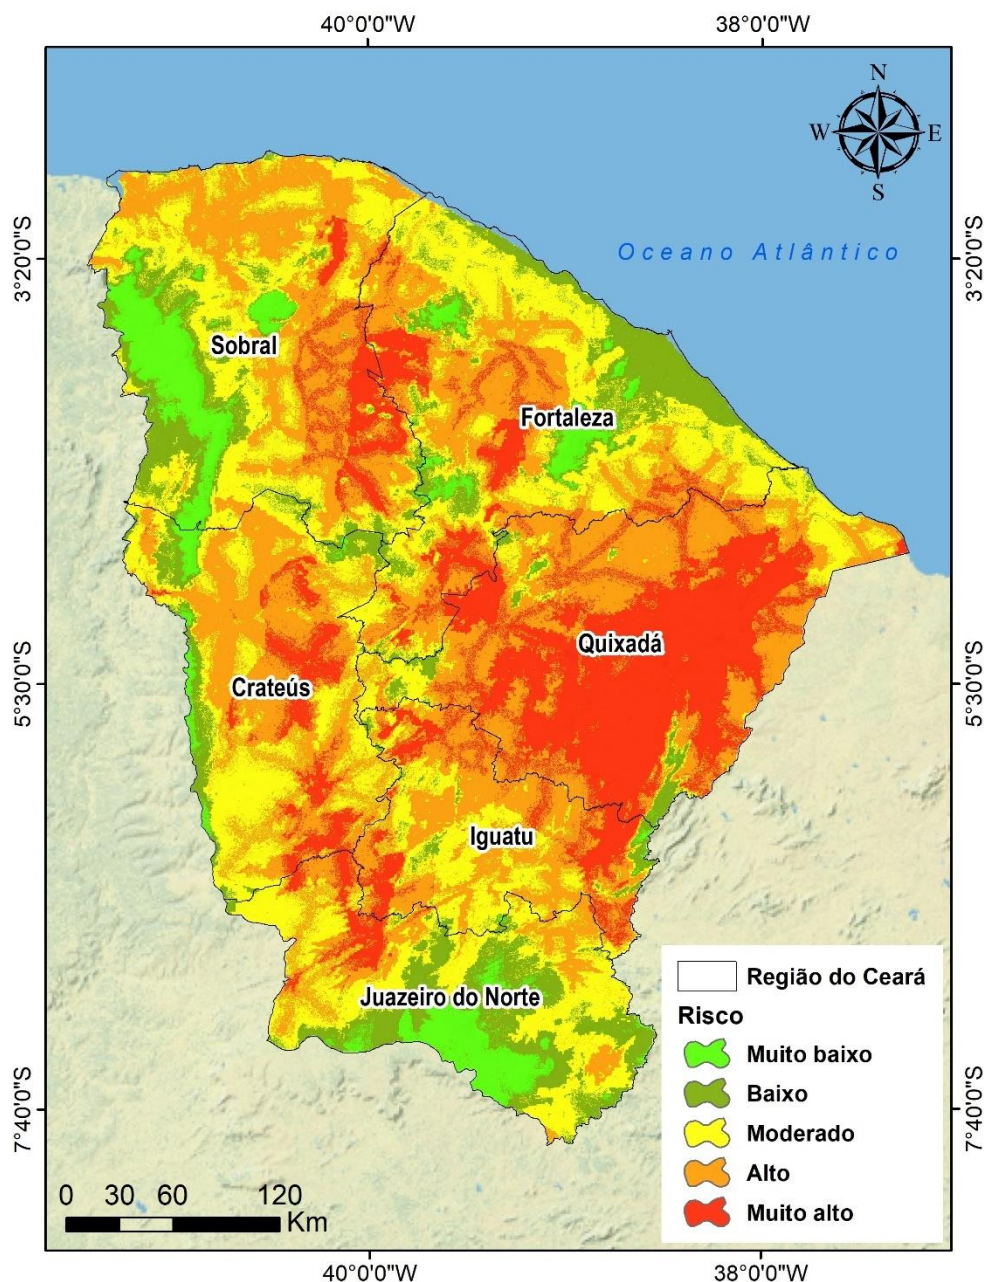 40°0'0"W
38°0'0"W
N
W
E
S
3°20'0"S
3°20'0"S
Oceano Atlântico
Sobral
Fortaleza
Quixadá
5°30'0"S
5°30'0"S
Crateús
Iguatu
Juazeiro do Norte
Região do Ceará
Risco
Muito baixo
Baixo
Moderado
Alto
Muito alto
7°40'0"S
7°40'0"S
0 30 60 120
Km
40°0'0"W
38°0'0"W